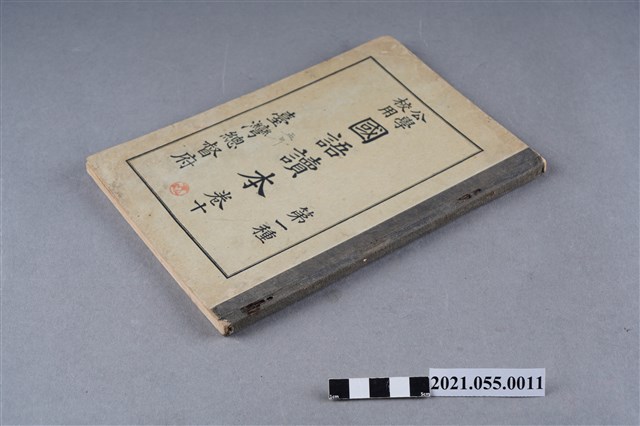 公學
校用
國語讀本
第一種
卷十
臺灣總督府
2021.055.0011